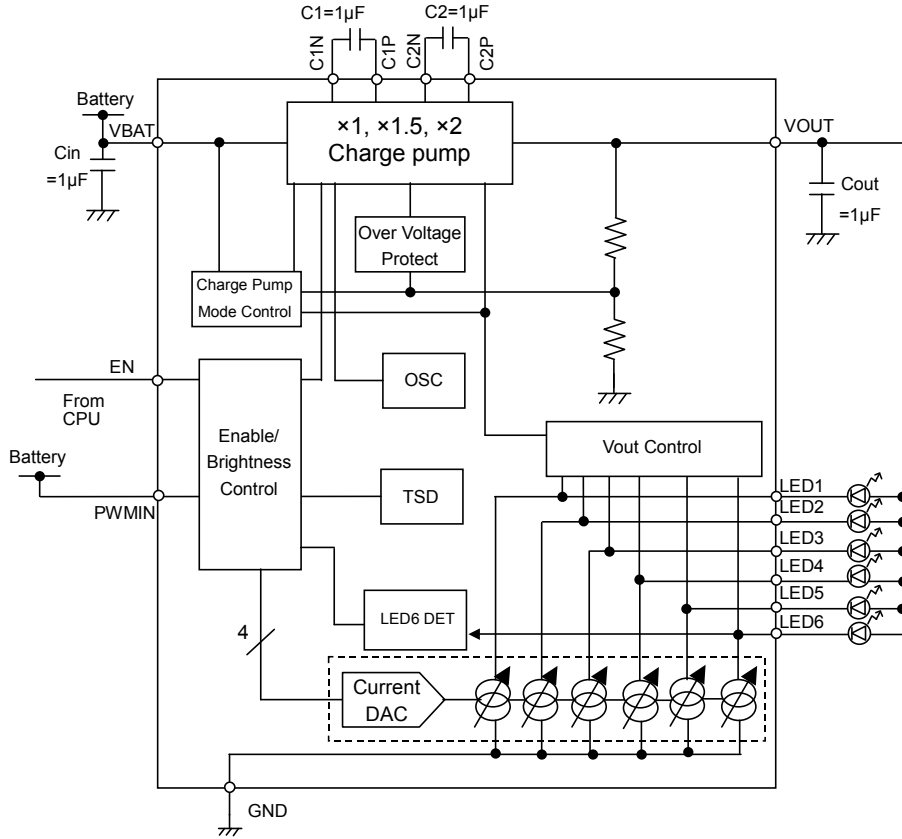 C1=1μF
C2=1μF
C1N
C1P
C2N
C2P
Battery
VBAT
×1, ×1.5, ×2
Charge pump
VOUT
Cin
=1μF
Cout
=1μF
Over Voltage
Protect
Charge Pump
Mode Control
EN
From
CPU
OSC
Enable/
Brightness
Control
Vout Control
Battery
PWMIN
TSD
LED1
LED2
LED3
LED4
LED5
LED6
LED6 DET
4
Current
DAC
GND